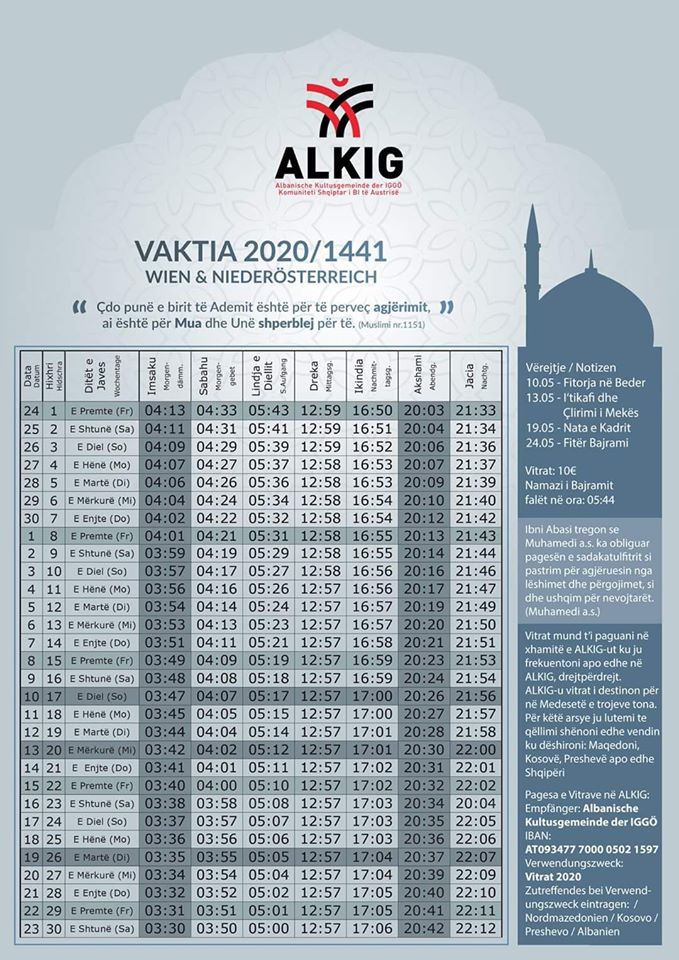 ALKIG
Albanische Kultusgemeinde der IGGÖ
Komuniteti Shqiptar i BI të Austrisë
VAKTIA 2020/1441
WIEN & NIEDERÖSTERREICH
“ Çdo punë e birit të Ademit është për të perveç agjërimit, ”
ai është për Mua dhe Unë shperblej për të. (Muslimi nr.1151)
Data Datum | Hixhri Hidschra | Ditët e Javes Wochentage | Imsaku Morgen-dämm. | Sabahu Morgen-gebet | Lindja e Diellit S.Aufgang | Dreka Mittagsg. | Ikindia Nachmit-tagsg. | Akshami Abendg. | Jacia Nachtg.
24 1 E Premte (Fr) 04:13 04:33 05:43 12:59 16:50 20:03 21:33
25 2 E Shtunë (Sa) 04:11 04:31 05:41 12:59 16:51 20:04 21:34
26 3 E Diel (So) 04:09 04:29 05:39 12:59 16:52 20:06 21:36
27 4 E Hënë (Mo) 04:07 04:27 05:37 12:58 16:53 20:07 21:37
28 5 E Martë (Di) 04:06 04:26 05:36 12:58 16:53 20:09 21:39
29 6 E Mërkurë (Mi) 04:04 04:24 05:34 12:58 16:54 20:10 21:40
30 7 E Enjte (Do) 04:02 04:22 05:32 12:58 16:54 20:12 21:42
1 8 E Premte (Fr) 04:01 04:21 05:31 12:58 16:55 20:13 21:43
2 9 E Shtunë (Sa) 03:59 04:19 05:29 12:58 16:55 20:14 21:44
3 10 E Diel (So) 03:57 04:17 05:27 12:58 16:56 20:16 21:46
4 11 E Hënë (Mo) 03:56 04:16 05:26 12:57 16:56 20:17 21:47
5 12 E Martë (Di) 03:54 04:14 05:24 12:57 16:57 20:19 21:49
6 13 E Mërkurë (Mi) 03:53 04:13 05:23 12:57 16:57 20:20 21:50
7 14 E Enjte (Do) 03:51 04:11 05:21 12:57 16:58 20:21 21:51
8 15 E Premte (Fr) 03:49 04:09 05:19 12:57 16:59 20:23 21:53
9 16 E Shtunë (Sa) 03:48 04:08 05:18 12:57 16:59 20:24 21:54
10 17 E Diel (So) 03:47 04:07 05:17 12:57 17:00 20:26 21:56
11 18 E Hënë (Mo) 03:45 04:05 05:15 12:57 17:00 20:27 21:57
12 19 E Martë (Di) 03:44 04:04 05:14 12:57 17:01 20:28 21:58
13 20 E Mërkurë (Mi) 03:42 04:02 05:12 12:57 17:01 20:30 22:00
14 21 E Enjte (Do) 03:41 04:01 05:11 12:57 17:02 20:31 22:01
15 22 E Premte (Fr) 03:40 04:00 05:10 12:57 17:02 20:32 22:02
16 23 E Shtunë (Sa) 03:38 03:58 05:08 12:57 17:03 20:34 20:04
17 24 E Diel (So) 03:37 03:57 05:07 12:57 17:03 20:35 22:05
18 25 E Hënë (Mo) 03:36 03:56 05:06 12:57 17:03 20:36 22:06
19 26 E Martë (Di) 03:35 03:55 05:05 12:57 17:04 20:37 22:07
20 27 E Mërkurë (Mi) 03:34 03:54 05:04 12:57 17:04 20:39 22:09
21 28 E Enjte (Do) 03:32 03:52 05:02 12:57 17:05 20:40 22:10
22 29 E Premte (Fr) 03:31 03:51 05:01 12:57 17:05 20:41 22:11
23 30 E Shtunë (Sa) 03:30 03:50 05:00 12:57 17:06 20:42 22:12
Vërejtje / Notizen
10.05 - Fitorja në Beder
13.05 - I'tikafi dhe
Çlirimi i Mekës
19.05 - Nata e Kadrit
24.05 - Fitër Bajrami
Vitrat: 10€
Namazi i Bajramit
falët në ora: 05:44
Ibni Abasi tregon se
Muhamedi a.s. ka obliguar
pagesën e sadakatulfitrit si
pastrim për agjëruesin nga
lëshimet dhe përgojimet, si
dhe ushqim për nevojtarët.
(Muhamedi a.s.)
Vitrat mund t'i paguani në
xhamitë e ALKIG-ut ku ju
frekuentoni apo edhe në
ALKIG, drejtpërdrejt.
ALKIG-u vitrat i destinon për
në Medesetë e trojeve tona.
Për këtë arsye ju lutemi te
qëllimi shënoni edhe vendin
ku dëshironi: Maqedoni,
Kosovë, Preshevë apo edhe
Shqipëri
Pagesa e Vitrave në ALKIG:
Empfänger: Albanische
Kultusgemeinde der IGGÖ
IBAN:
AT093477 7000 0502 1597
Verwendungszweck:
Vitrat 2020
Zutreffendes bei Verwend-
ungszweck eintragen: /
Nordmazedonien / Kosovo /
Preshevo / Albanien